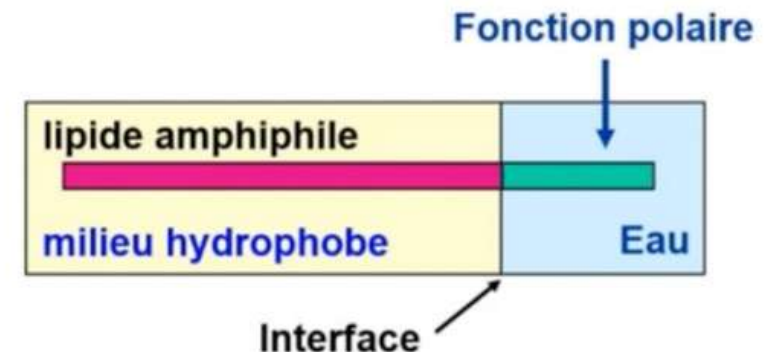 Fonction polaire
lipide amphiphile
milieu hydrophobe
Eau
Interface